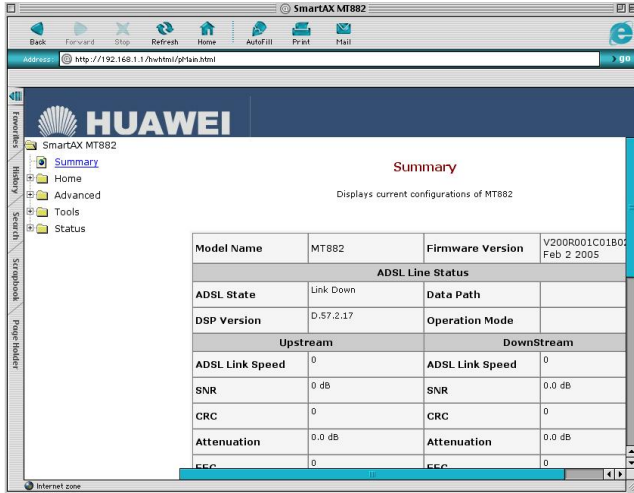 SmartAX MT882
Back Forward Stop Refresh Home AutoFill Print Mail
Address: http://192.168.1.1/hwhtml/pMain.html go
Favorites
History
Search
Scrapbook
Page Holder
HUAWEI
SmartAX MT882
Summary
Home
Advanced
Tools
Status
Summary
Displays current configurations of MT882
Model Name MT882 Firmware Version V200R001C01B02
Feb 2 2005
ADSL Line Status
ADSL State Link Down Data Path
DSP Version D.57.2.17 Operation Mode
Upstream DownStream
ADSL Link Speed 0 ADSL Link Speed 0
SNR 0 dB SNR 0.0 dB
CRC 0 CRC 0
Attenuation 0.0 dB Attenuation 0.0 dB
FEC 0 FEC 0
Internet zone